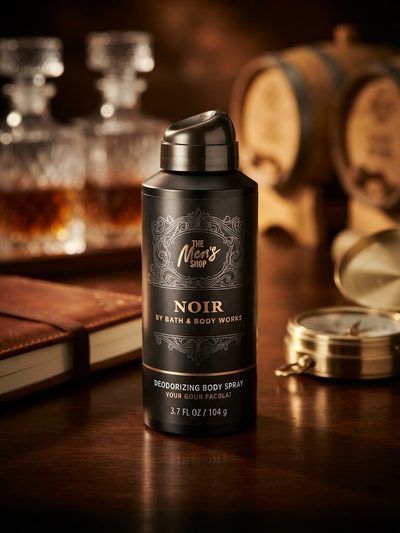 THE
Men's
SHOP
NOIR
BY BATH & BODY WORKS
DEODORIZING BODY SPRAY
YOUR GOUR FACOLAT
3.7 FL OZ / 104 g